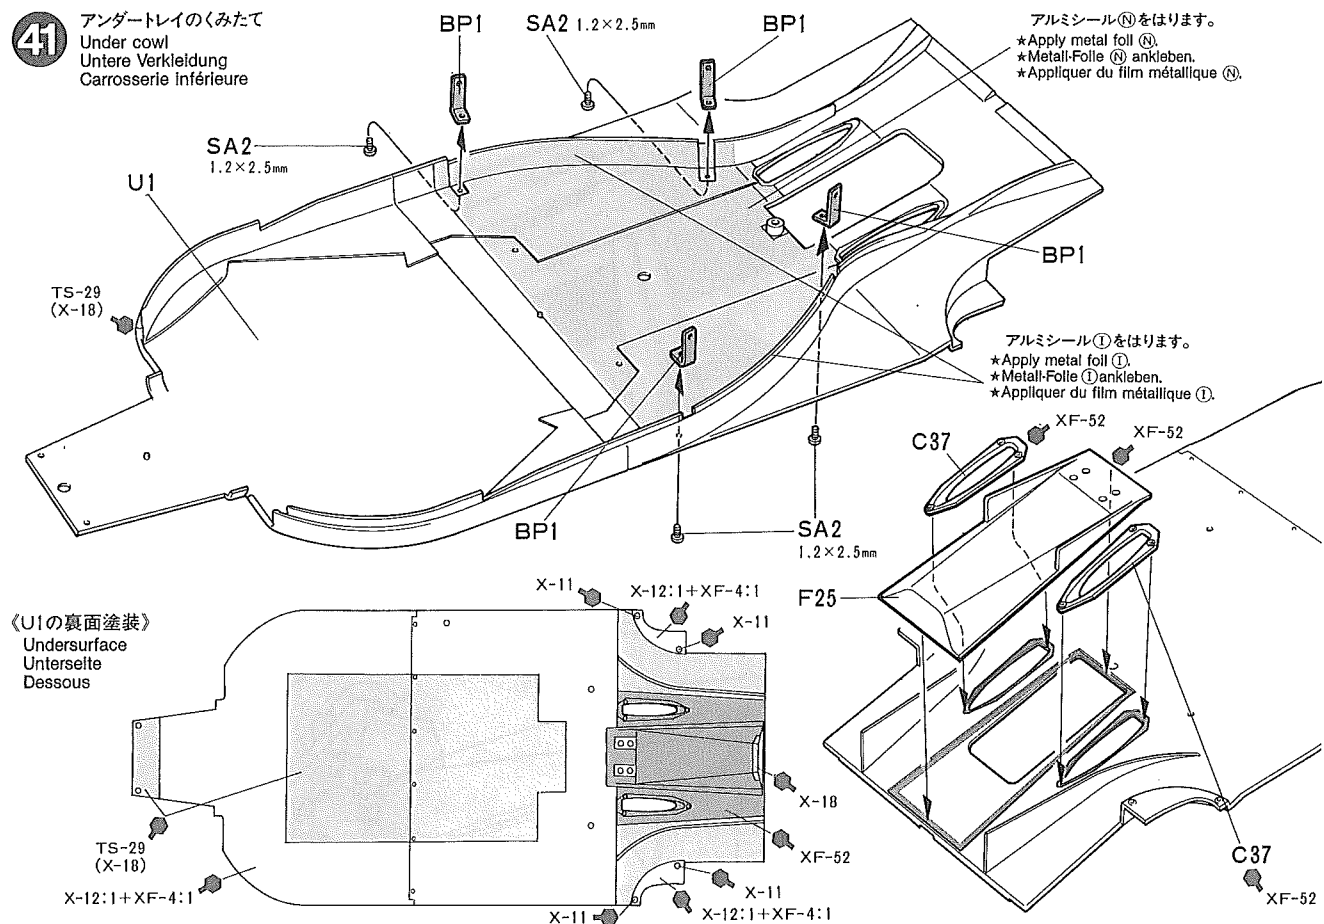 41
アンダートレイのくみたて
Under cowl
Untere Verkleidung
Carrosserie inférieure
BP1
SA2 1.2×2.5mm
BP1
アルミシールⓃをはります。
★Apply metal foil Ⓝ.
★Metall-Folie Ⓝ ankleben.
★Appliquer du film métallique Ⓝ.
SA2
1.2×2.5mm
U1
BP1
TS-29
(X-18)
アルミシールⒾをはります。
★Apply metal foil Ⓘ.
★Metall-Folie Ⓘ ankleben.
★Appliquer du film métallique Ⓘ.
XF-52
C37
XF-52
BP1
SA2
1.2×2.5mm
F25
《U1の裏面塗装》
Undersurface
Unterseite
Dessous
X-11
X-12:1+XF-4:1
X-11
X-18
TS-29
(X-18)
XF-52
X-12:1+XF-4:1
X-11
X-11
X-12:1+XF-4:1
C37
XF-52